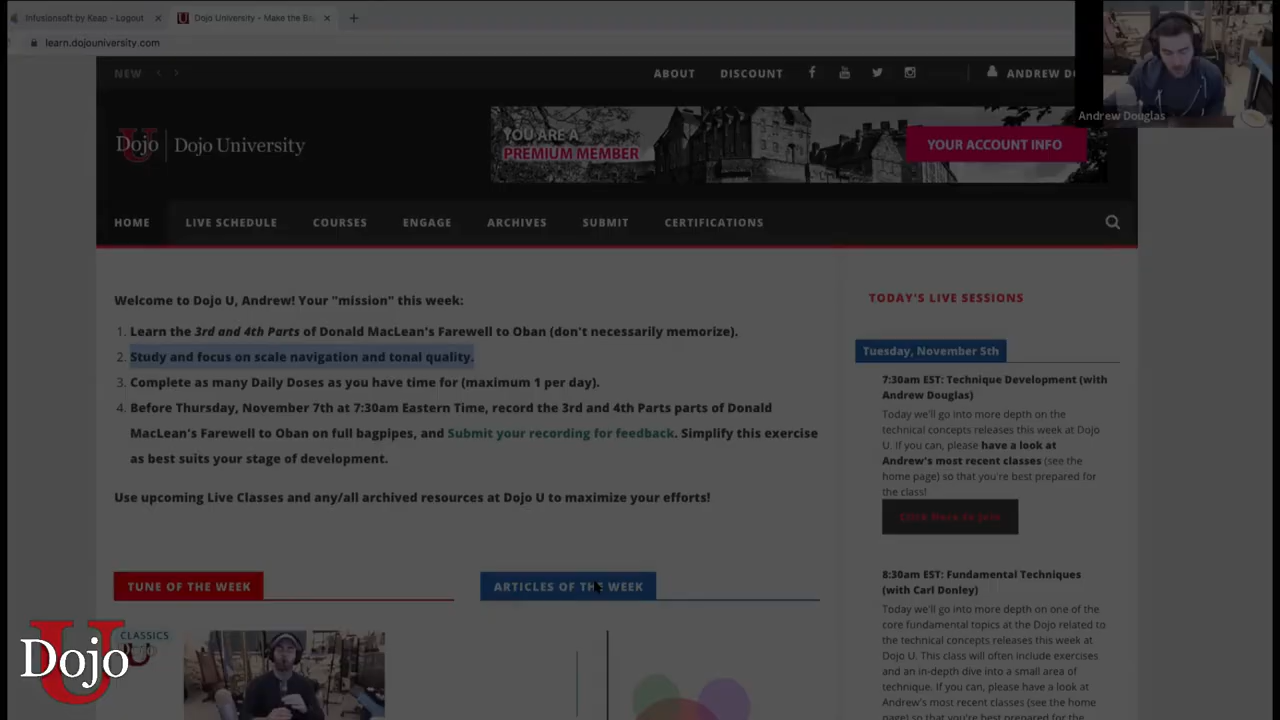 Infusionsoft by Keap - Logout
Dojo University - Make the Ba
learn.dojouniversity.com
NEW
ABOUT
DISCOUNT
ANDREW DO
Andrew Douglas
Dojo U | Dojo University
YOU ARE A
PREMIUM MEMBER
YOUR ACCOUNT INFO
HOME
LIVE SCHEDULE
COURSES
ENGAGE
ARCHIVES
SUBMIT
CERTIFICATIONS
Welcome to Dojo U, Andrew! Your "mission" this week:
1. Learn the 3rd and 4th Parts of Donald MacLean's Farewell to Oban (don't necessarily memorize).
2. Study and focus on scale navigation and tonal quality.
3. Complete as many Daily Doses as you have time for (maximum 1 per day).
4. Before Thursday, November 7th at 7:30am Eastern Time, record the 3rd and 4th Parts parts of Donald
MacLean's Farewell to Oban on full bagpipes, and Submit your recording for feedback. Simplify this exercise
as best suits your stage of development.
Use upcoming Live Classes and any/all archived resources at Dojo U to maximize your efforts!
TUNE OF THE WEEK
ARTICLES OF THE WEEK
CLASSICS
Dojo U
TODAY'S LIVE SESSIONS
Tuesday, November 5th
7:30am EST: Technique Development (with
Andrew Douglas)
Today we'll go into more depth on the
technical concepts releases this week at Dojo
U. If you can, please have a look at
Andrew's most recent classes (see the
home page) so that you're best prepared for
the class!
Click Here to Join
8:30am EST: Fundamental Techniques
(with Carl Donley)
Today we'll go into more depth on one of the
core fundamental topics at the Dojo related to
the technical concepts releases this week at
Dojo U. This class will often include exercises
and an in-depth dive into a small area of
technique. If you can, please have a look at
Andrew's most recent classes (see the home
page) so that you're best prepared for the